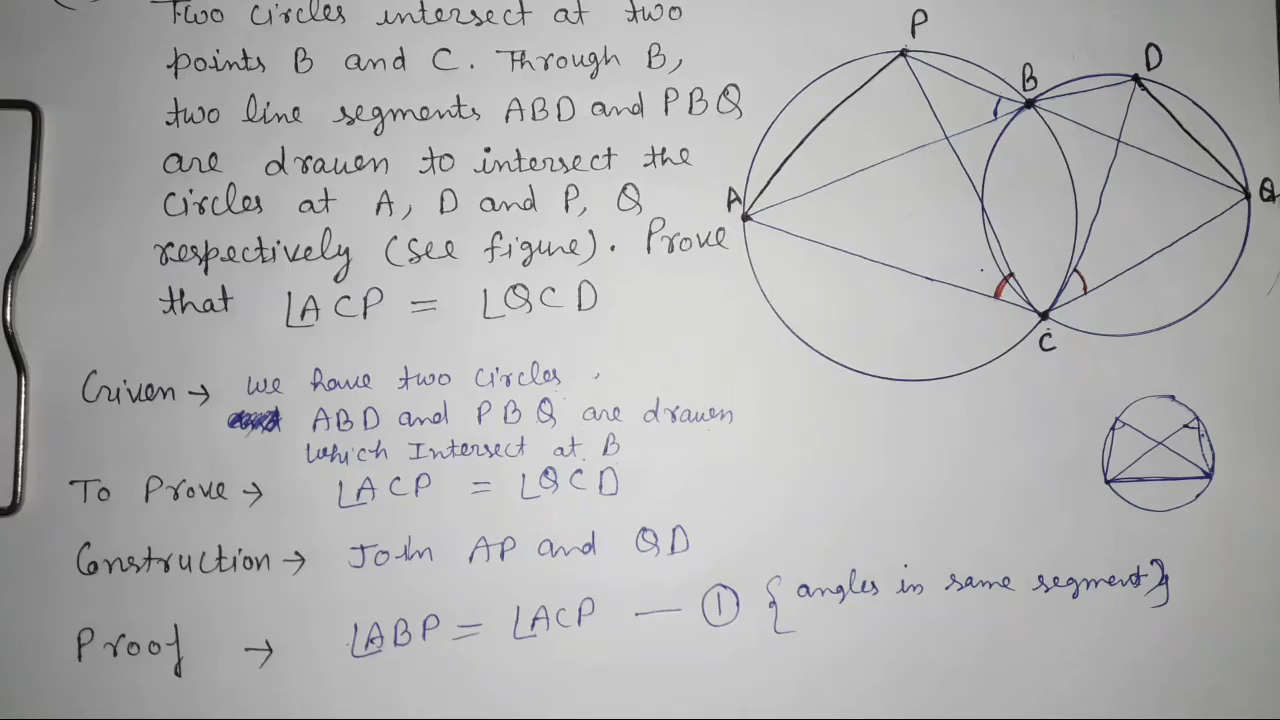 Two circles intersect at two
points B and C. Through B,
two line segments ABD and PBQ
are drawn to intersect the
circles at A, D and P, Q
respectively (see figure). Prove
that ∠ACP = ∠QCD
Given → we have two circles.
ABD and PBQ are drawn
which Intersect at B
To Prove → ∠ACP = ∠QCD
Construction → Join AP and QD
Proof → ∠ABP = ∠ACP — ① {angles in same segment}
P
B
D
A
Q
C